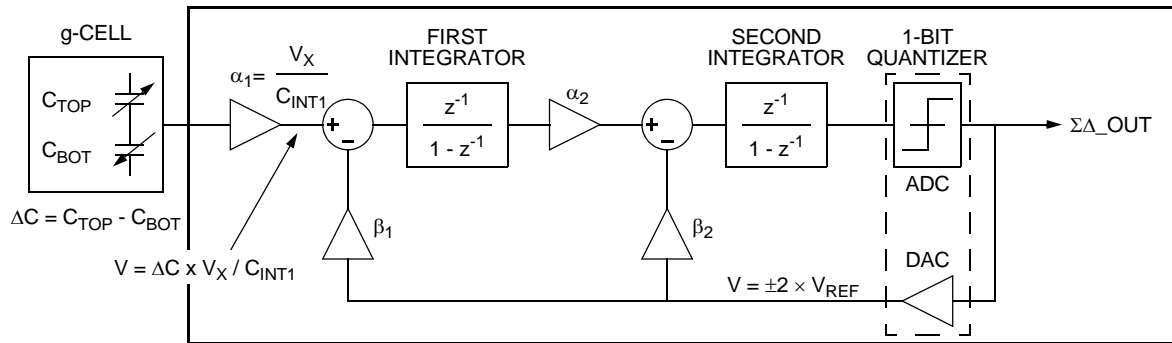 g-CELL
C_TOP
C_BOT
ΔC = C_TOP - C_BOT
α₁= V_X / C_INT1
V = ΔC x V_X / C_INT1
FIRST
INTEGRATOR
z⁻¹
1 - z⁻¹
α₂
β₁
β₂
SECOND
INTEGRATOR
z⁻¹
1 - z⁻¹
1-BIT
QUANTIZER
ADC
DAC
V = ±2 × V_REF
ΣΔ_OUT
+
−
+
−